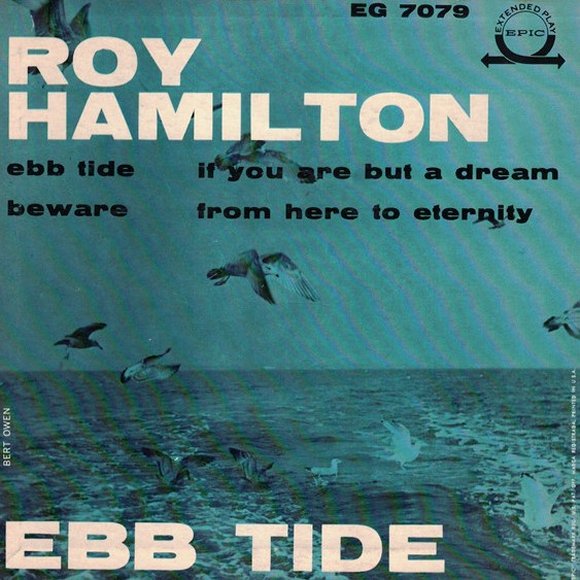 EG 7079
EXTENDED PLAY
EPIC
ROY
HAMILTON
ebb tide
if you are but a dream
beware
from here to eternity
BERT OWEN
EBB TIDE